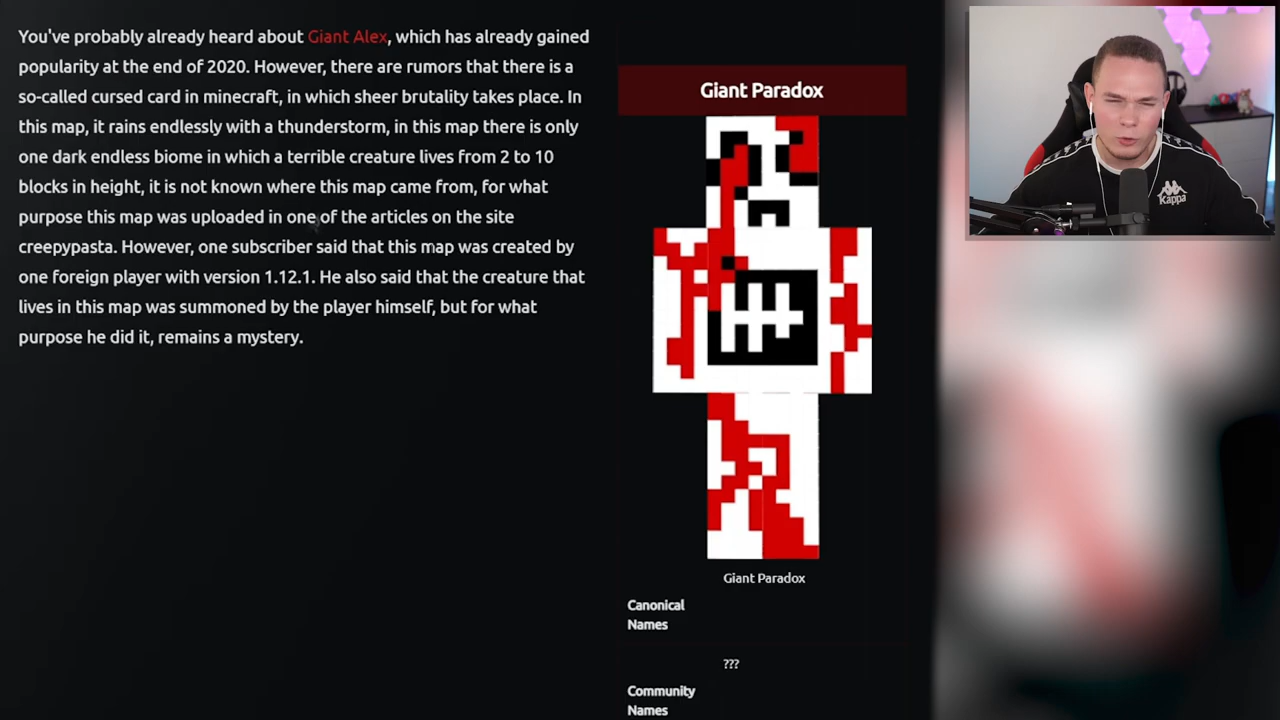 You've probably already heard about Giant Alex, which has already gained
popularity at the end of 2020. However, there are rumors that there is a
so-called cursed card in minecraft, in which sheer brutality takes place. In
this map, it rains endlessly with a thunderstorm, in this map there is only
one dark endless biome in which a terrible creature lives from 2 to 10
blocks in height, it is not known where this map came from, for what
purpose this map was uploaded in one of the articles on the site
creepypasta. However, one subscriber said that this map was created by
one foreign player with version 1.12.1. He also said that the creature that
lives in this map was summoned by the player himself, but for what
purpose he did it, remains a mystery.
Giant Paradox
Giant Paradox
Canonical
Names
???
Community
Names
Kappa